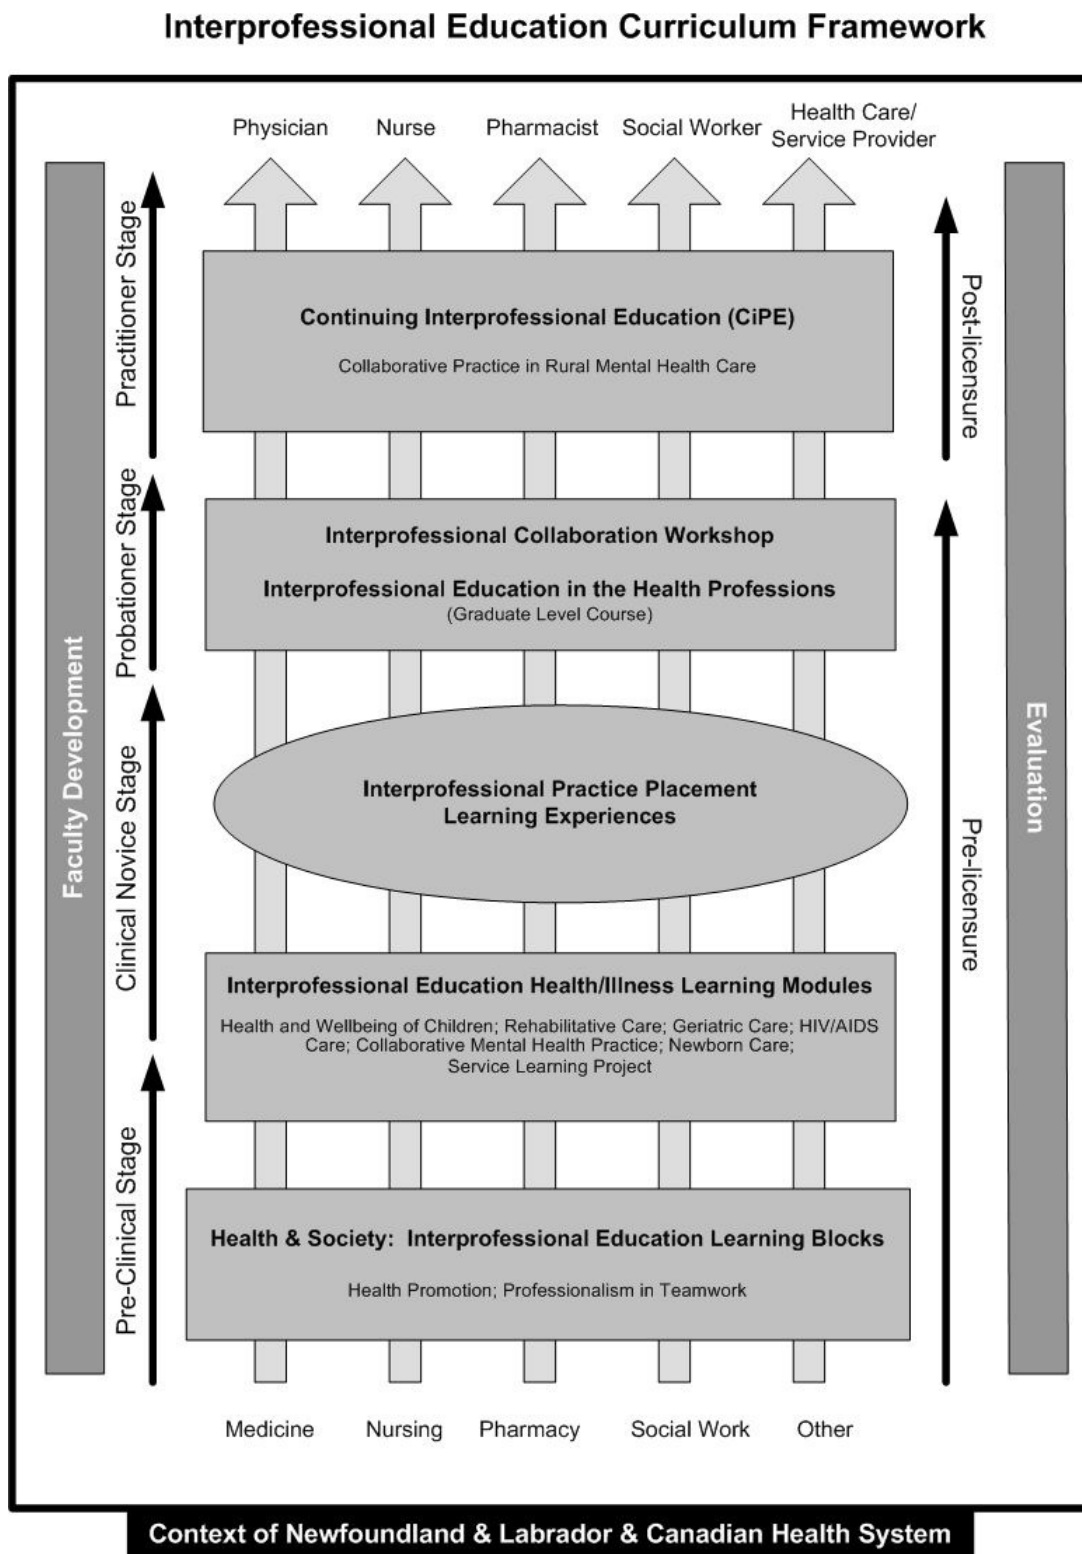 Interprofessional Education Curriculum Framework
Physician
Nurse
Pharmacist
Social Worker
Health Care/
Service Provider
Faculty Development
Practitioner Stage
Probationer Stage
Clinical Novice Stage
Pre-Clinical Stage
Continuing Interprofessional Education (CiPE)
Collaborative Practice in Rural Mental Health Care
Interprofessional Collaboration Workshop
Interprofessional Education in the Health Professions
(Graduate Level Course)
Interprofessional Practice Placement
Learning Experiences
Interprofessional Education Health/Illness Learning Modules
Health and Wellbeing of Children; Rehabilitative Care; Geriatric Care; HIV/AIDS
Care; Collaborative Mental Health Practice; Newborn Care;
Service Learning Project
Health & Society:  Interprofessional Education Learning Blocks
Health Promotion; Professionalism in Teamwork
Post-licensure
Pre-licensure
Evaluation
Medicine
Nursing
Pharmacy
Social Work
Other
Context of Newfoundland & Labrador & Canadian Health System